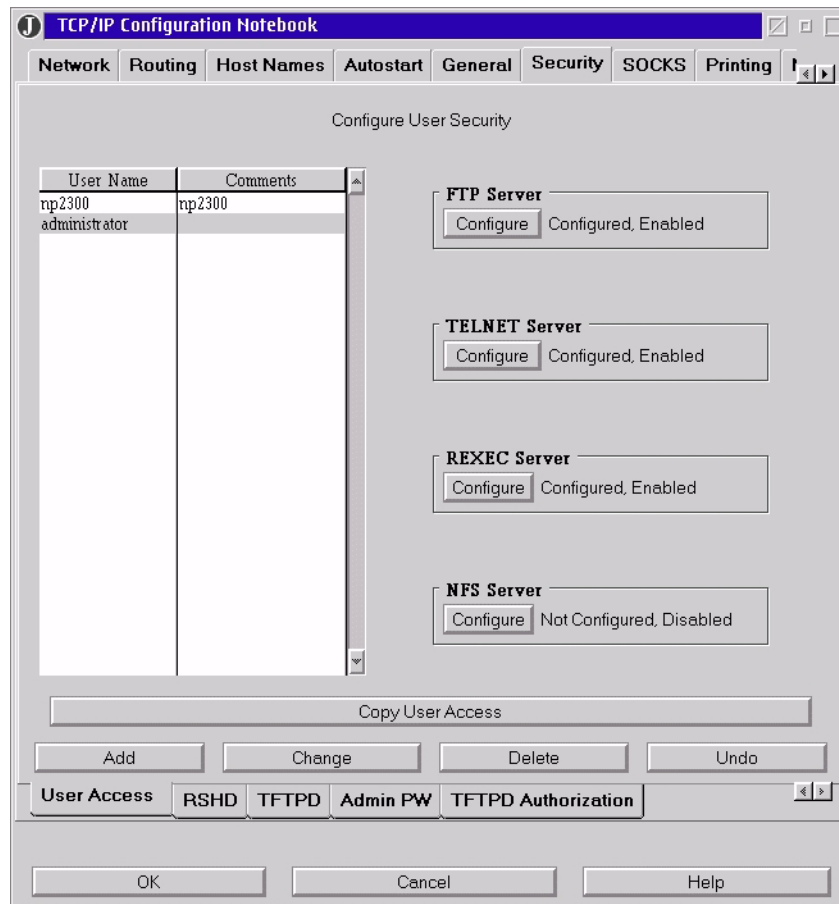 J TCP/IP Configuration Notebook
Network Routing Host Names Autostart General Security SOCKS Printing
Configure User Security
User Name Comments
np2300 np2300
administrator
FTP Server
Configure Configured, Enabled
TELNET Server
Configure Configured, Enabled
REXEC Server
Configure Configured, Enabled
NFS Server
Configure Not Configured, Disabled
Copy User Access
Add Change Delete Undo
User Access RSHD TFTPD Admin PW TFTPD Authorization
OK Cancel Help